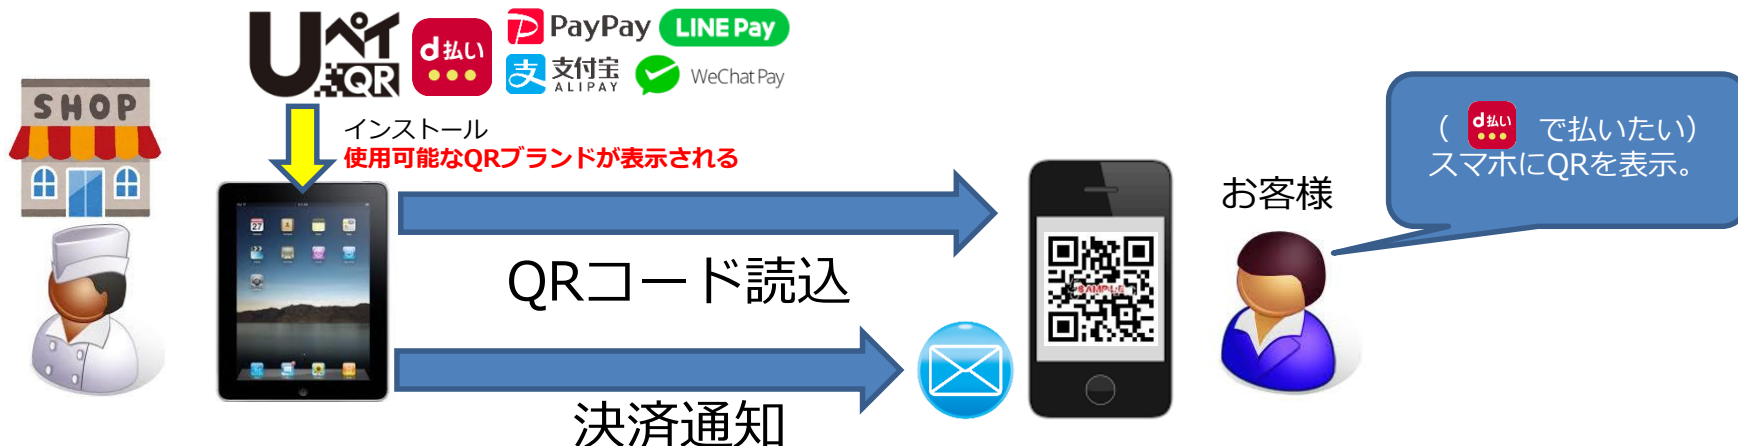 SHOP
Uペイ
QR
d払い
PayPay
LINE Pay
支付宝
ALIPAY
WeChat Pay
インストール
使用可能なQRブランドが表示される
27
QRコード読込
決済通知
SAMPLE
お客様
( d払い で払いたい)
スマホにQRを表示。